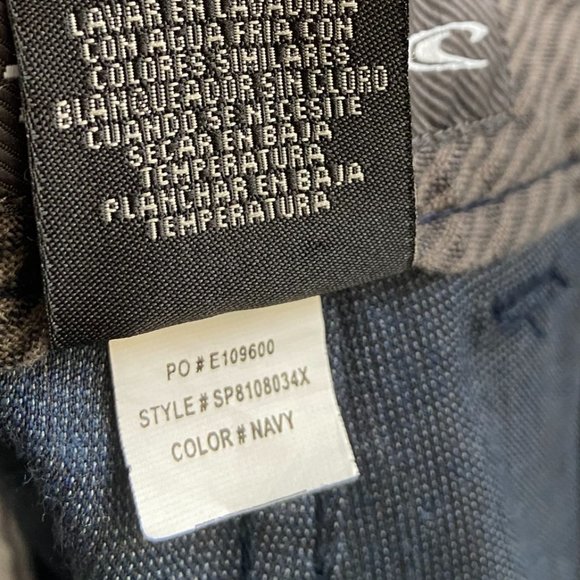 LAVAR EN LAVADORA
CON AGUA FRIA CON
COLORES SIMILARES
BLANQUEADOR SIN CLORO
CUANDO SE NECESITE
SECAR EN BAJA
TEMPERATURA
PLANCHAR EN BAJA
TEMPERATURA
PO # E109600
STYLE # SP8108034X
COLOR # NAVY